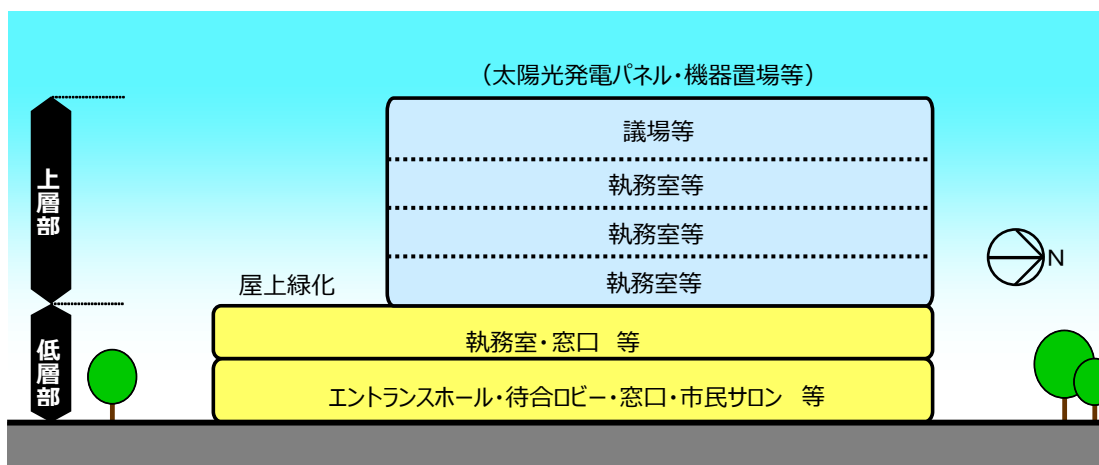 （太陽光発電パネル・機器置場等）
議場等
執務室等
執務室等
執務室等
上層部
屋上緑化
N
執務室・窓口　等
低層部
エントランスホール・待合ロビー・窓口・市民サロン　等